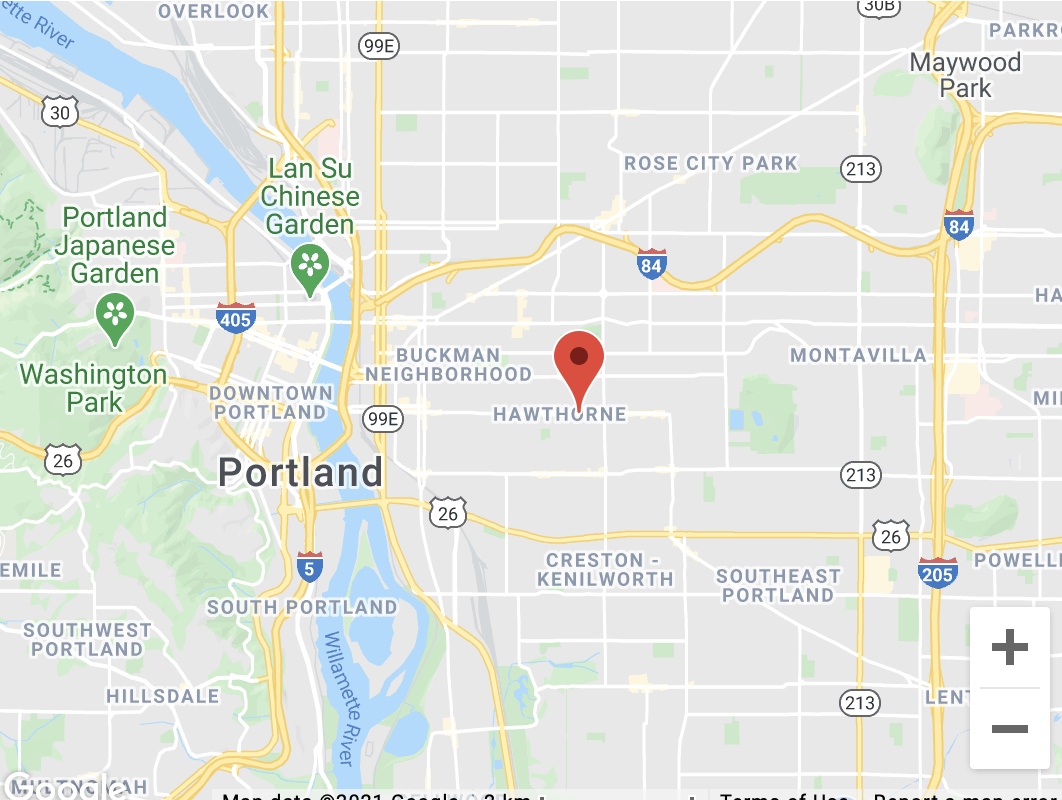 OVERLOOK
30B
ette River
99E
PARKR
Maywood
Park
30
ROSE CITY PARK
213
Lan Su
Chinese
Garden
Portland
Japanese
Garden
84
84
405
HA
BUCKMAN
NEIGHBORHOOD
MONTAVILLA
Washington
Park
DOWNTOWN
PORTLAND
MI
99E
HAWTHORNE
26
Portland
213
26
26
5
CRESTON -
KENILWORTH
205
POWELL
EMILE
SOUTHEAST
PORTLAND
SOUTH PORTLAND
SOUTHWEST
PORTLAND
Willamette River
HILLSDALE
213
LENT
MULTNOMAH
Google
Map data ©2021 Google
2 km
Terms of Use
Report a map error